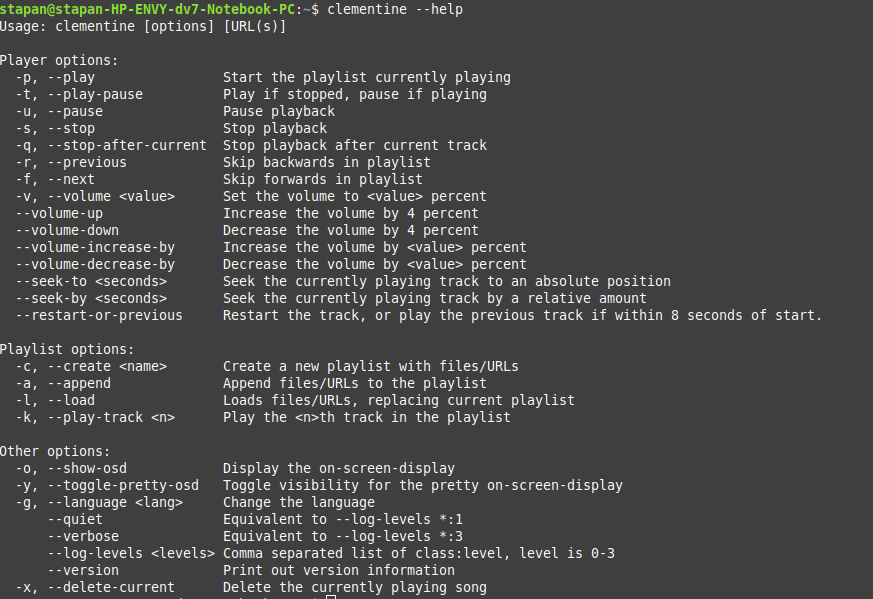 stapan@stapan-HP-ENVY-dv7-Notebook-PC:~$ clementine --help
Usage: clementine [options] [URL(s)]

Player options:
  -p, --play                Start the playlist currently playing
  -t, --play-pause          Play if stopped, pause if playing
  -u, --pause               Pause playback
  -s, --stop                Stop playback
  -q, --stop-after-current  Stop playback after current track
  -r, --previous            Skip backwards in playlist
  -f, --next                Skip forwards in playlist
  -v, --volume <value>      Set the volume to <value> percent
  --volume-up               Increase the volume by 4 percent
  --volume-down             Decrease the volume by 4 percent
  --volume-increase-by      Increase the volume by <value> percent
  --volume-decrease-by      Decrease the volume by <value> percent
  --seek-to <seconds>       Seek the currently playing track to an absolute position
  --seek-by <seconds>       Seek the currently playing track by a relative amount
  --restart-or-previous     Restart the track, or play the previous track if within 8 seconds of start.

Playlist options:
  -c, --create <name>       Create a new playlist with files/URLs
  -a, --append              Append files/URLs to the playlist
  -l, --load                Loads files/URLs, replacing current playlist
  -k, --play-track <n>      Play the <n>th track in the playlist

Other options:
  -o, --show-osd            Display the on-screen-display
  -y, --toggle-pretty-osd   Toggle visibility for the pretty on-screen-display
  -g, --language <lang>     Change the language
      --quiet               Equivalent to --log-levels *:1
      --verbose             Equivalent to --log-levels *:3
      --log-levels <levels> Comma separated list of class:level, level is 0-3
      --version             Print out version information
  -x, --delete-current      Delete the currently playing song